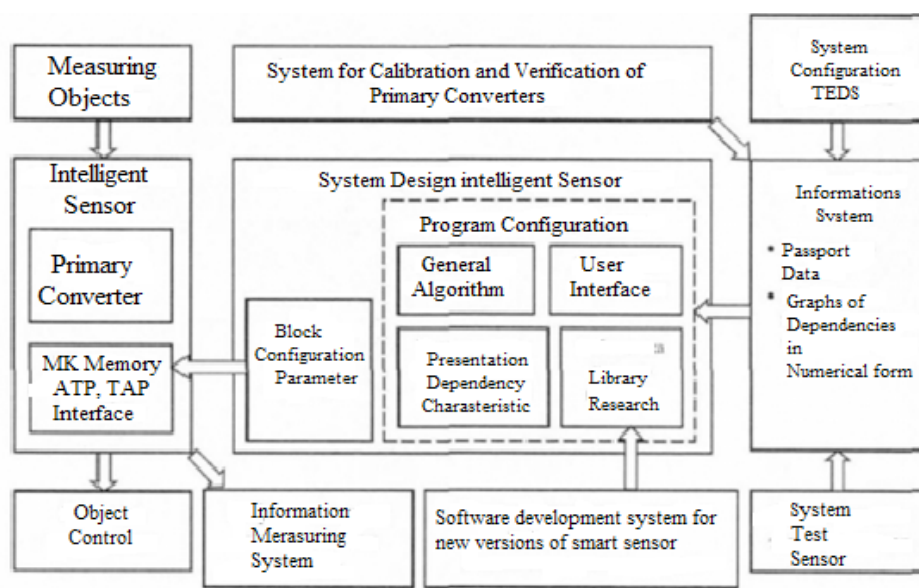 Measuring
Objects
System for Calibration and Verification of
Primary Converters
System
Configuration
TEDS
Intelligent
Sensor
Primary
Converter
MK Memory
ATP, TAP
Interface
System Design intelligent Sensor
Program Configuration
General
Algorithm
User
Interface
Block
Configuration
Parameter
Presentation
Dependency
Charasteristic
Library
Research
Informations
System
* Passport
Data
* Graphs of
Dependencies
in
Numerical form
Object
Control
Information
Merasuring
System
Software development system for
new versions of smart sensor
System
Test
Sensor